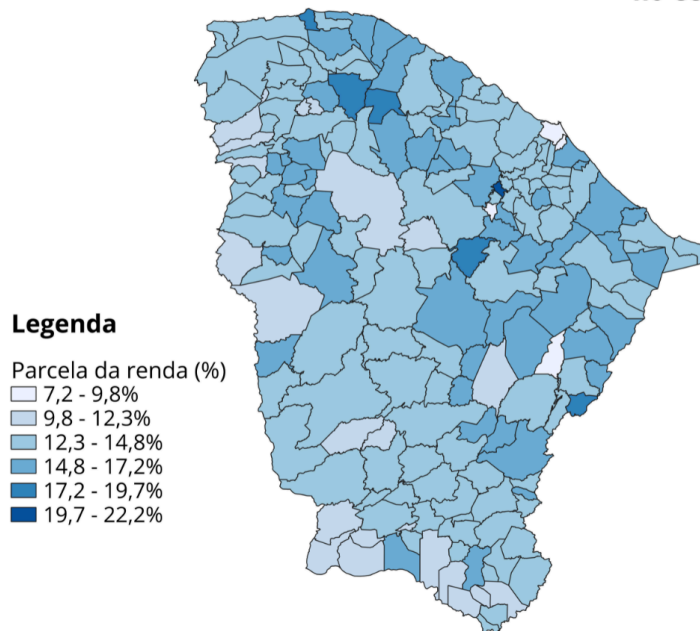 Legenda
Parcela da renda (%)
7,2 - 9,8%
9,8 - 12,3%
12,3 - 14,8%
14,8 - 17,2%
17,2 - 19,7%
19,7 - 22,2%